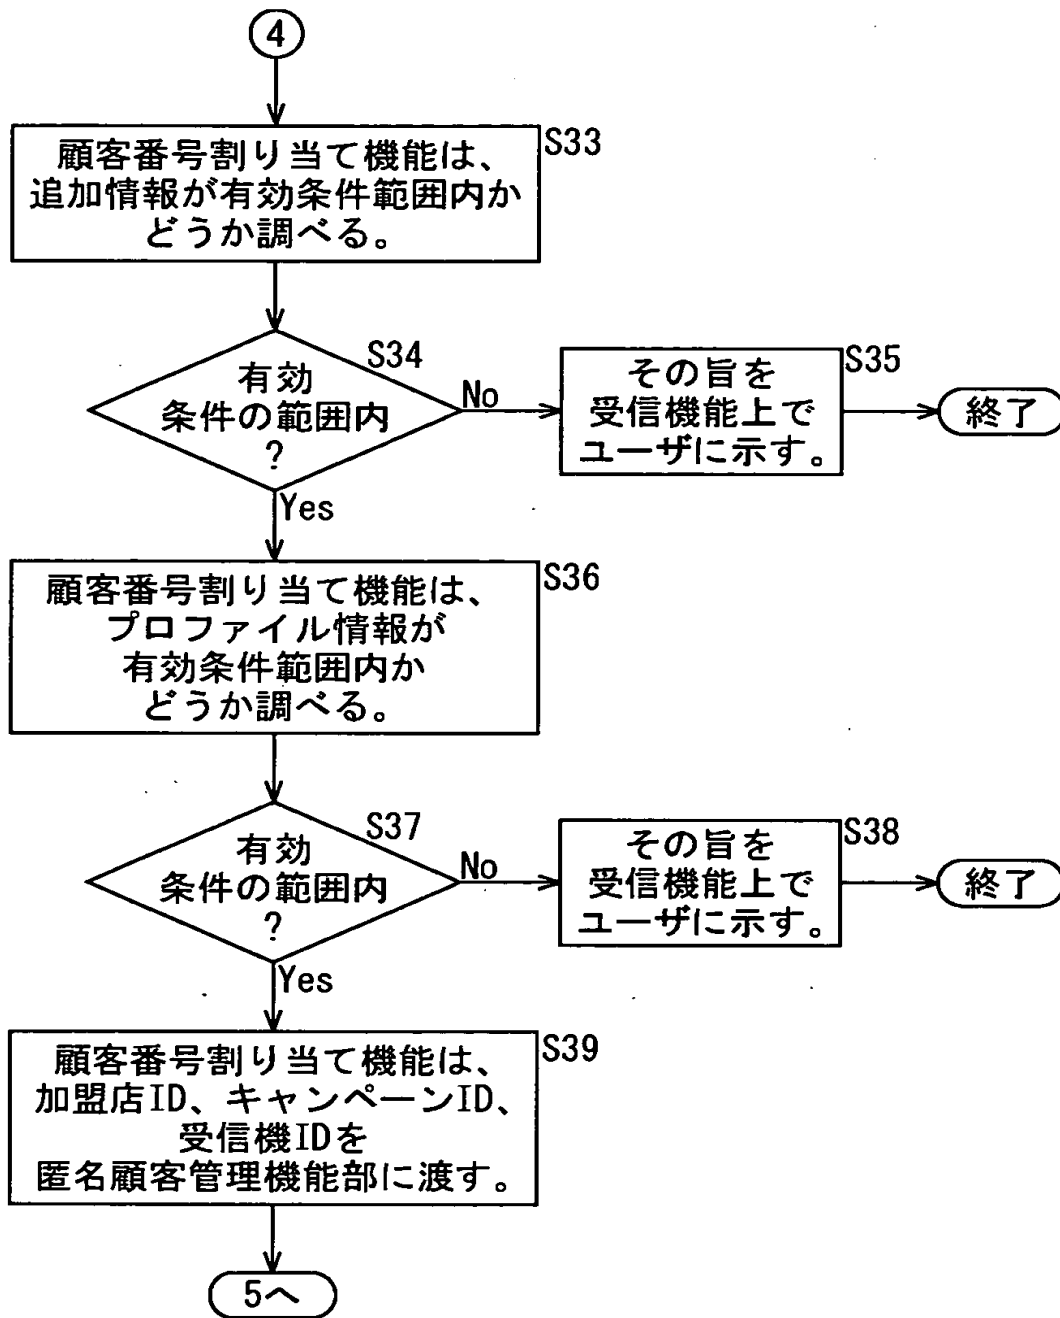 4
顧客番号割り当て機能は、
追加情報が有効条件範囲内か
どうか調べる。
S33
有効
条件の範囲内
?
S34
No
その旨を
受信機能上で
ユーザに示す。
S35
終了
Yes
顧客番号割り当て機能は、
プロファイル情報が
有効条件範囲内か
どうか調べる。
S36
有効
条件の範囲内
?
S37
No
その旨を
受信機能上で
ユーザに示す。
S38
終了
Yes
顧客番号割り当て機能は、
加盟店ID、キャンペーンID、
受信機IDを
匿名顧客管理機能部に渡す。
S39
5へ